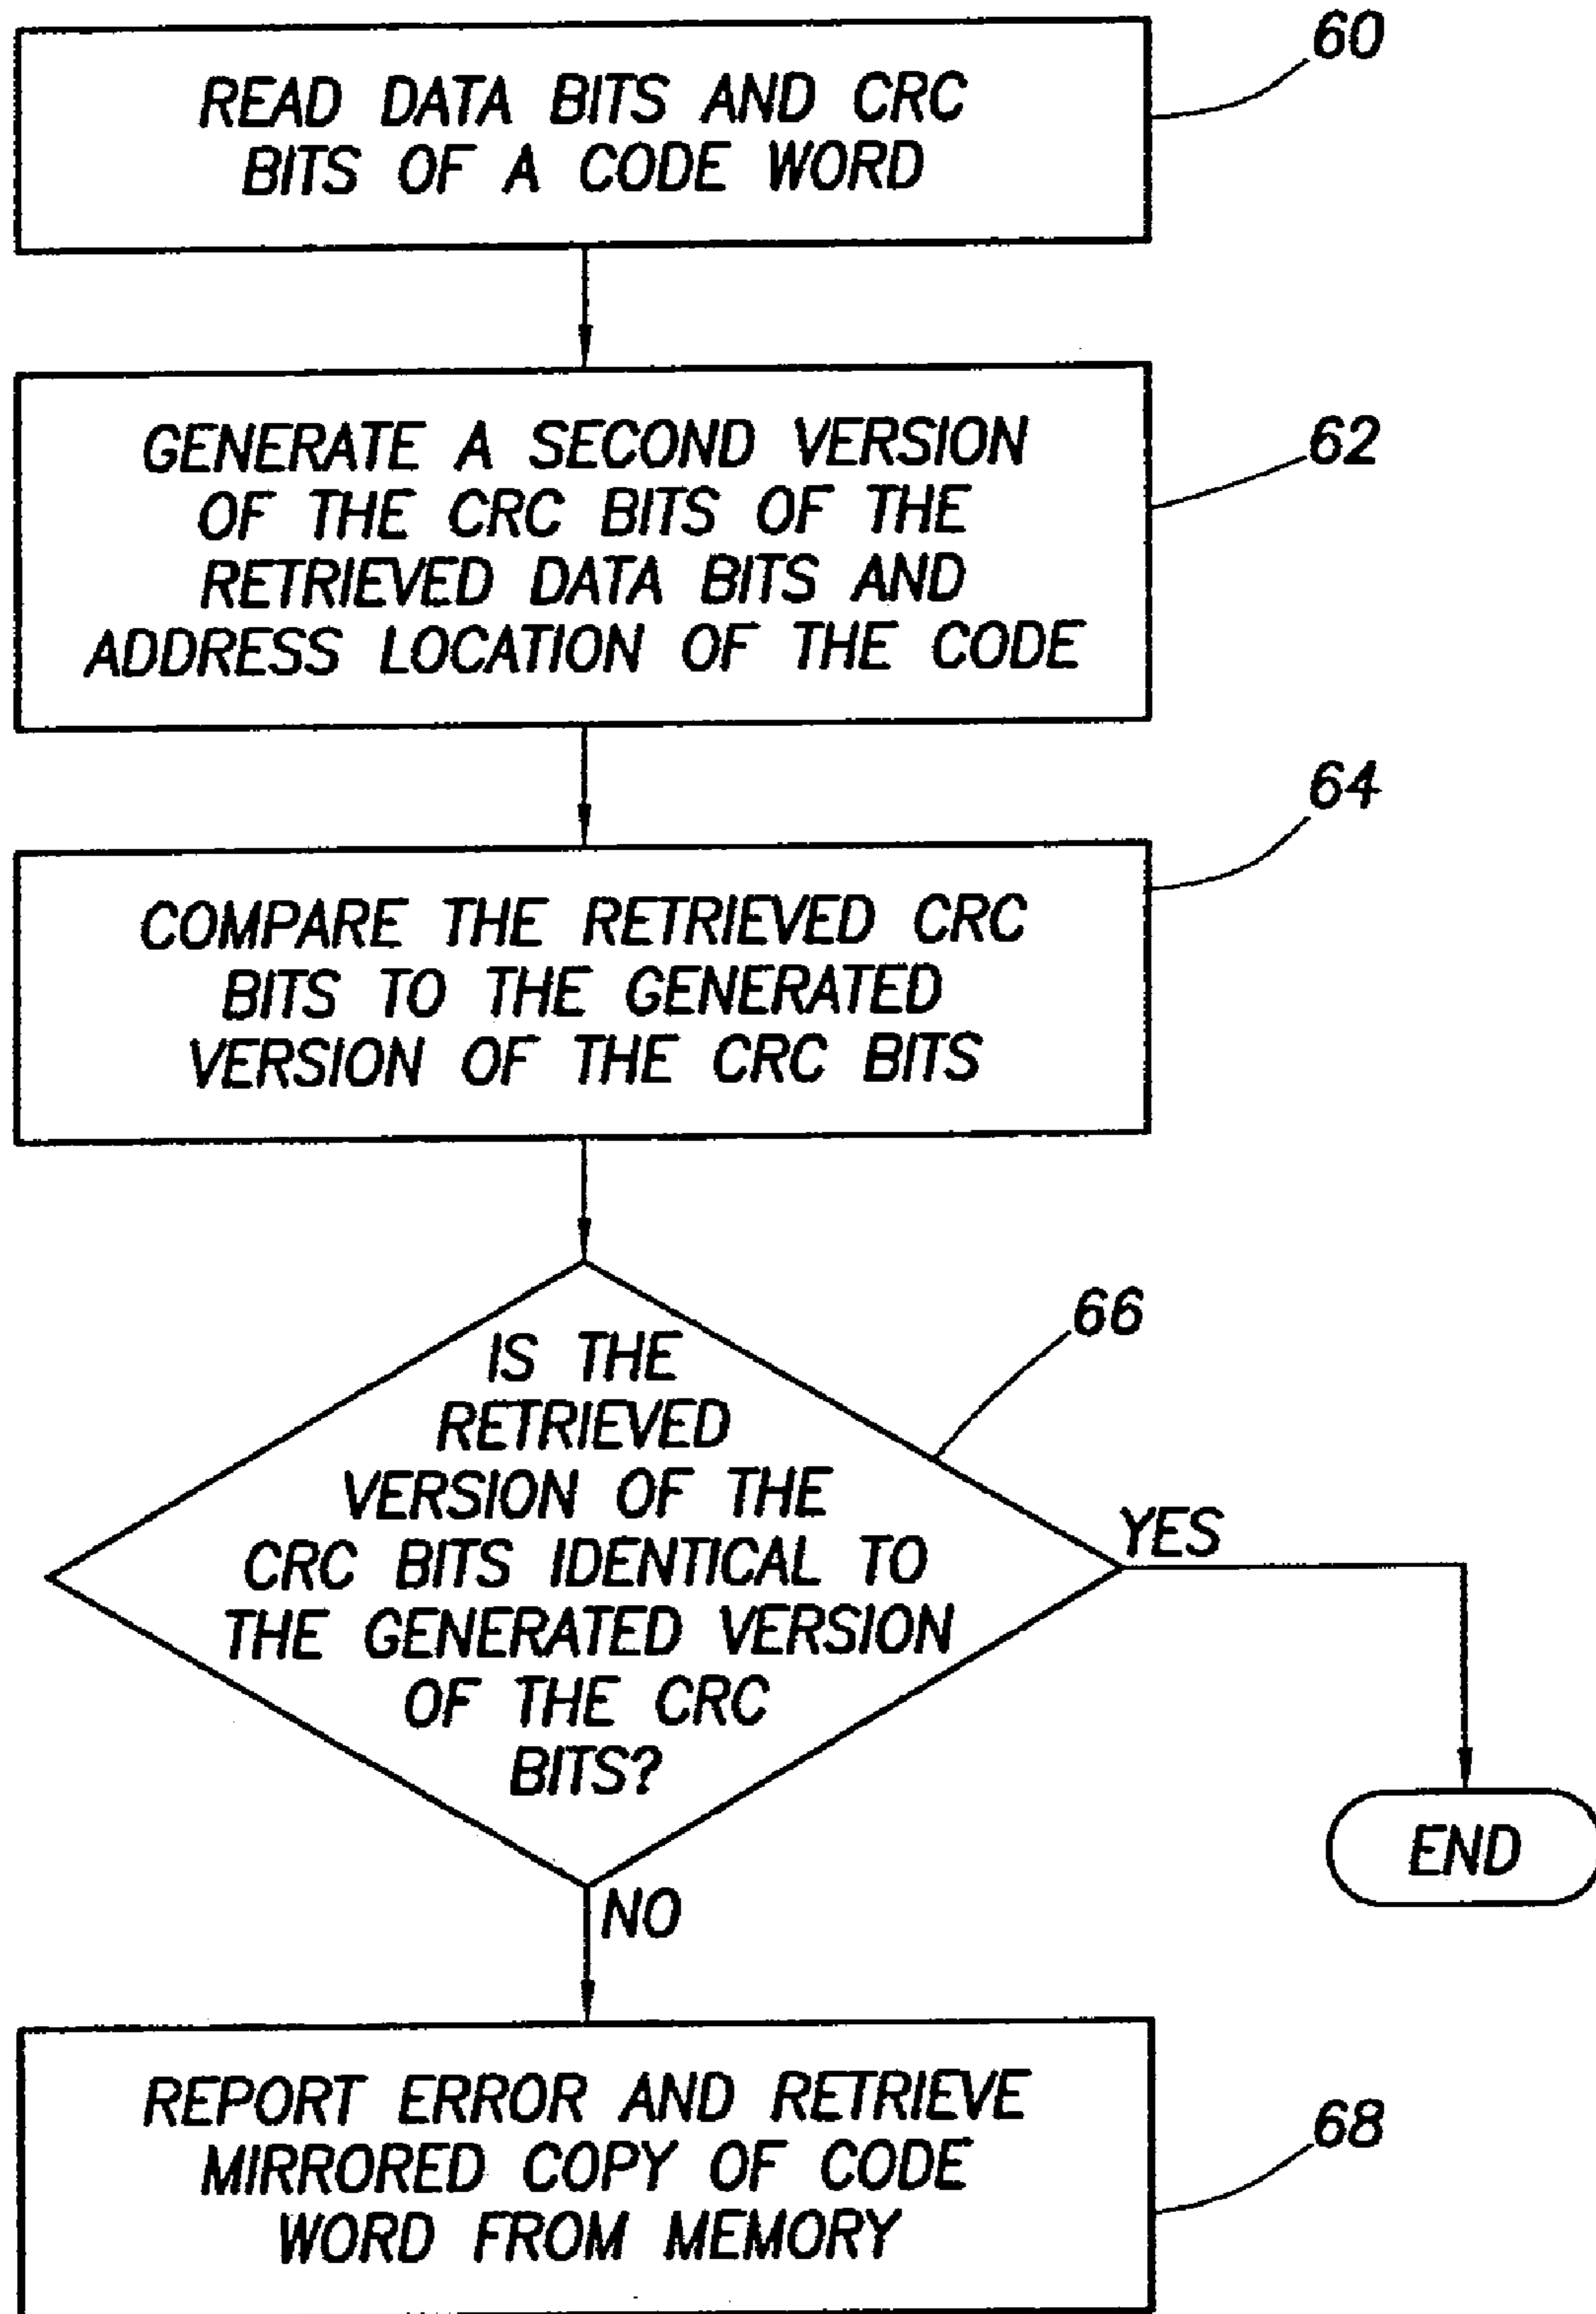 60
READ DATA BITS AND CRC
BITS OF A CODE WORD
62
GENERATE A SECOND VERSION
OF THE CRC BITS OF THE
RETRIEVED DATA BITS AND
ADDRESS LOCATION OF THE CODE
64
COMPARE THE RETRIEVED CRC
BITS TO THE GENERATED
VERSION OF THE CRC BITS
66
IS THE
RETRIEVED
VERSION OF THE
CRC BITS IDENTICAL TO
THE GENERATED VERSION
OF THE CRC
BITS?
YES
END
NO
REPORT ERROR AND RETRIEVE
MIRRORED COPY OF CODE
WORD FROM MEMORY
68